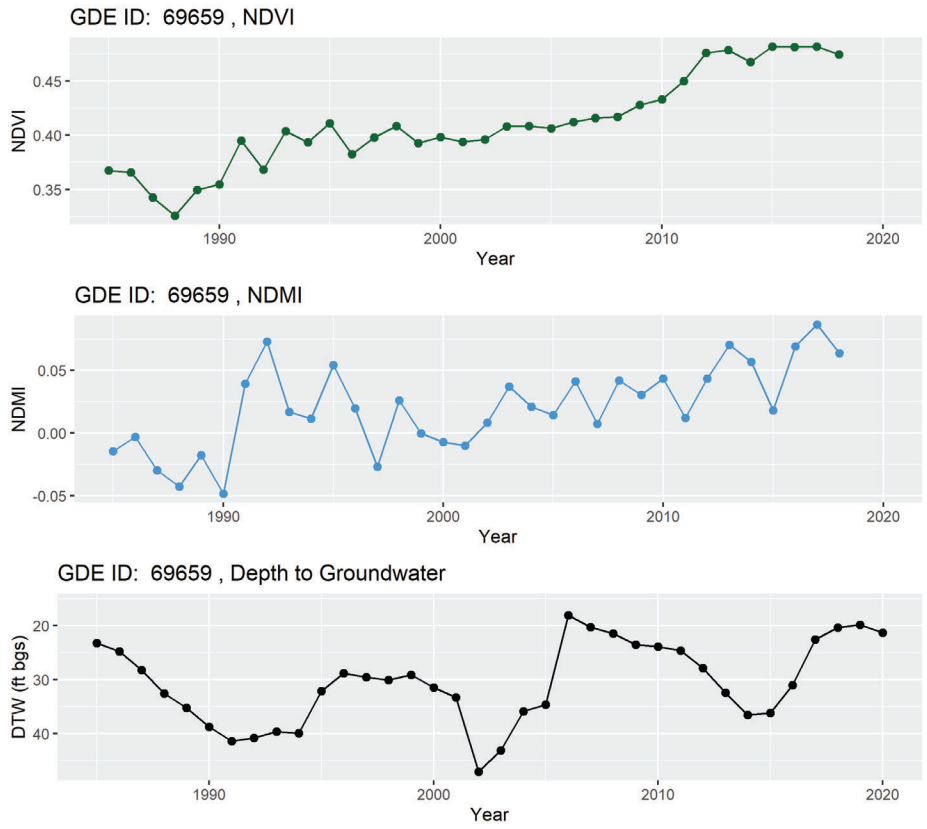 GDE ID:  69659 , NDVI
0.45
0.40
0.35
NDVI
1990 2000 2010 2020
Year
GDE ID:  69659 , NDMI
0.05
0.00
-0.05
NDMI
1990 2000 2010 2020
Year
GDE ID:  69659 , Depth to Groundwater
20
30
40
DTW (ft bgs)
1990 2000 2010 2020
Year